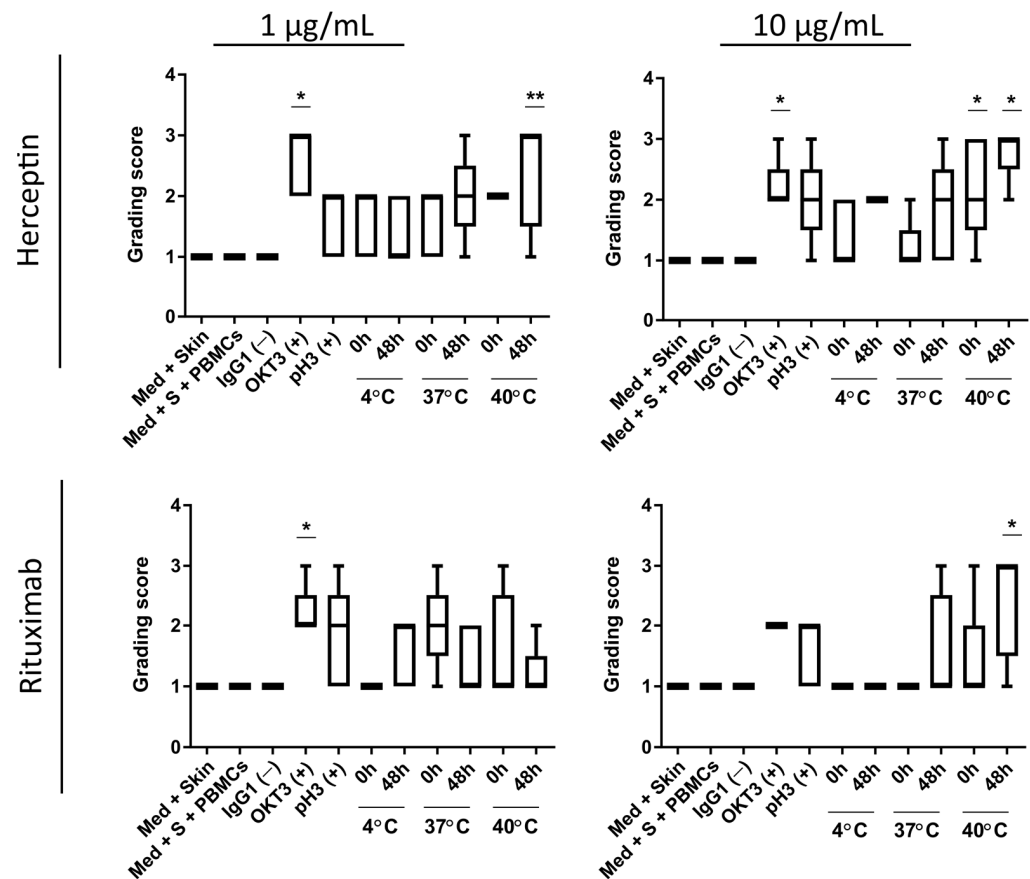 1 µg/mL
10 µg/mL
Herceptin
Grading score
4
3
2
1
0
*
**
Med + Skin
Med + S + PBMCs
IgG1 (–)
OKT3 (+)
pH3 (+)
0h
48h
0h
48h
0h
48h
4°C
37°C
40°C
Grading score
4
3
2
1
0
*
*
*
Med + Skin
Med + S + PBMCs
IgG1 (–)
OKT3 (+)
pH3 (+)
0h
48h
0h
48h
0h
48h
4°C
37°C
40°C
Rituximab
Grading score
4
3
2
1
0
*
Med + Skin
Med + S + PBMCs
IgG1 (–)
OKT3 (+)
pH3 (+)
0h
48h
0h
48h
0h
48h
4°C
37°C
40°C
Grading score
4
3
2
1
0
*
Med + Skin
Med + S + PBMCs
IgG1 (–)
OKT3 (+)
pH3 (+)
0h
48h
0h
48h
0h
48h
4°C
37°C
40°C